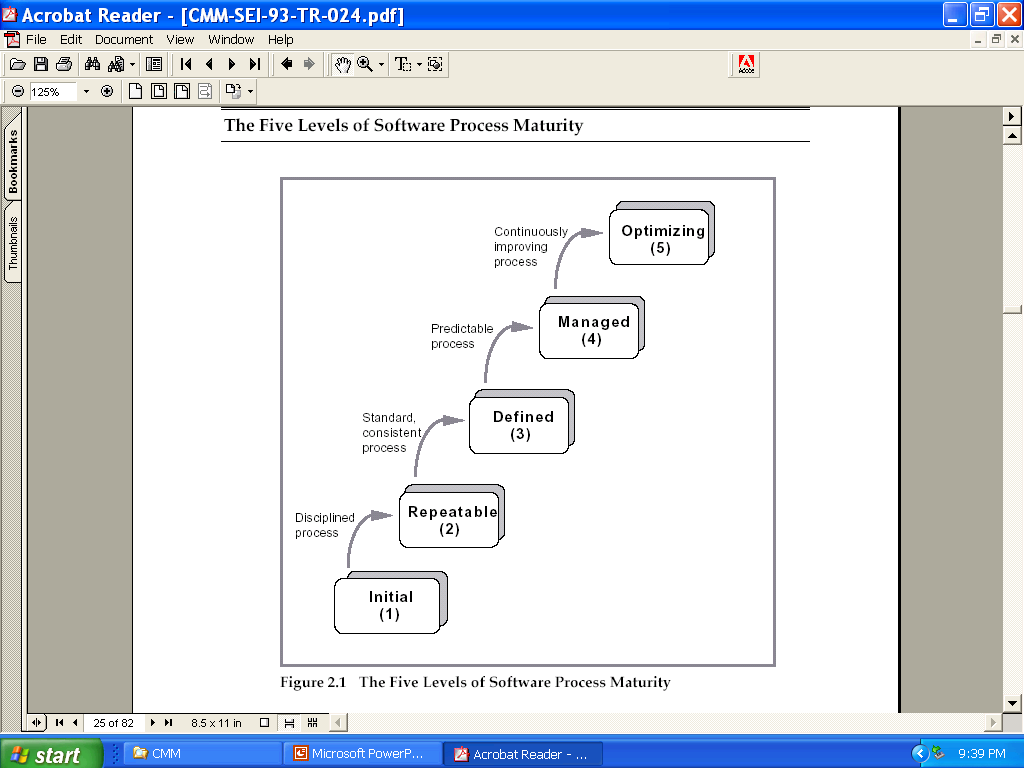 Acrobat Reader - [CMM-SEI-93-TR-024.pdf]
File Edit Document View Window Help
Adobe
125%
Bookmarks
Thumbnails
The Five Levels of Software Process Maturity
Continuously
improving
process
Optimizing
(5)
Predictable
process
Managed
(4)
Standard,
consistent
process
Defined
(3)
Disciplined
process
Repeatable
(2)
Initial
(1)
Figure 2.1 The Five Levels of Software Process Maturity
25 of 82 8.5 x 11 in
start CMM Microsoft PowerP... Acrobat Reader - ... 9:39 PM